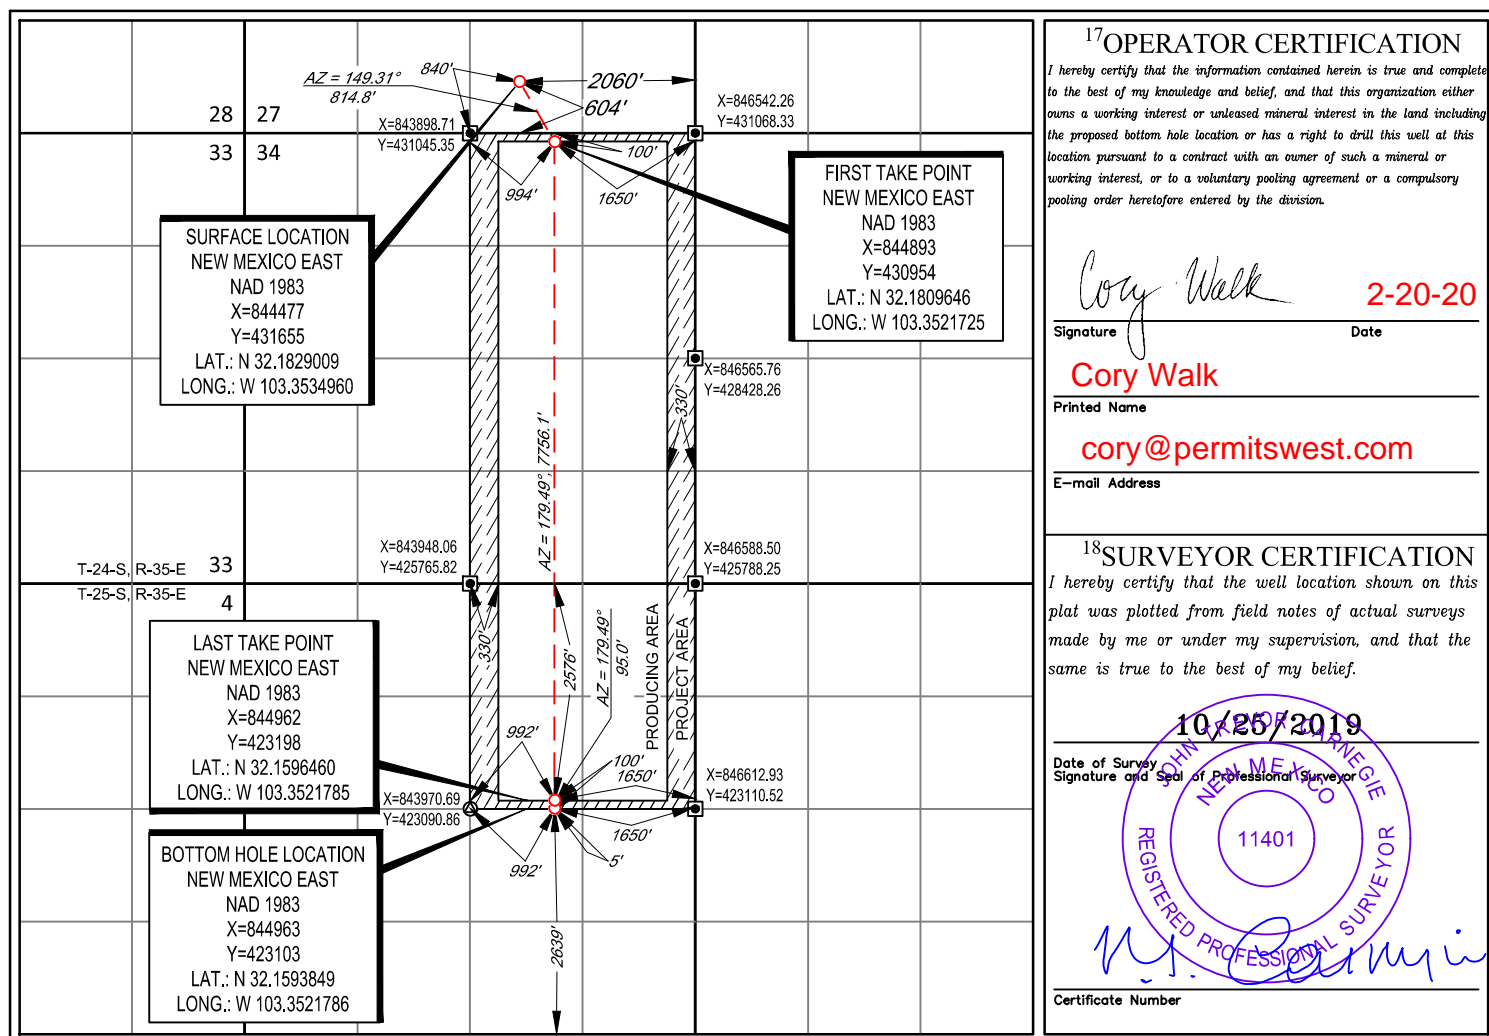 AZ = 149.31°
814.8'
840'
2060'
604'
28 27
33 34
X=843898.71
Y=431045.35
X=846542.26
Y=431068.33
100'
994'
1650'
SURFACE LOCATION
NEW MEXICO EAST
NAD 1983
X=844477
Y=431655
LAT.: N 32.1829009
LONG.: W 103.3534960
FIRST TAKE POINT
NEW MEXICO EAST
NAD 1983
X=844893
Y=430954
LAT.: N 32.1809646
LONG.: W 103.3521725
X=846565.76
Y=428428.26
330'
AZ = 179.49°, 7756.1'
X=843948.06
Y=425765.82
X=846588.50
Y=425788.25
T-24-S, R-35-E 33
T-25-S, R-35-E 4
330'
2576'
AZ = 179.49°
95.0'
PRODUCING AREA
PROJECT AREA
LAST TAKE POINT
NEW MEXICO EAST
NAD 1983
X=844962
Y=423198
LAT.: N 32.1596460
LONG.: W 103.3521785
992'
100'
1650'
X=843970.69
Y=423090.86
X=846612.93
Y=423110.52
1650'
5'
992'
2639'
BOTTOM HOLE LOCATION
NEW MEXICO EAST
NAD 1983
X=844963
Y=423103
LAT.: N 32.1593849
LONG.: W 103.3521786
17OPERATOR CERTIFICATION
I hereby certify that the information contained herein is true and complete
to the best of my knowledge and belief, and that this organization either
owns a working interest or unleased mineral interest in the land including
the proposed bottom hole location or has a right to drill this well at this
location pursuant to a contract with an owner of such a mineral or
working interest, or to a voluntary pooling agreement or a compulsory
pooling order heretofore entered by the division.
Cory Walk
2-20-20
Signature Date
Cory Walk
Printed Name
cory@permitswest.com
E-mail Address
18SURVEYOR CERTIFICATION
I hereby certify that the well location shown on this
plat was plotted from field notes of actual surveys
made by me or under my supervision, and that the
same is true to the best of my belief.
10/25/2019
Date of Survey
Signature and Seal of Professional Surveyor
JOHN TREVOR CARNEGIE
NEW MEXICO
11401
REGISTERED PROFESSIONAL SURVEYOR
Certificate Number